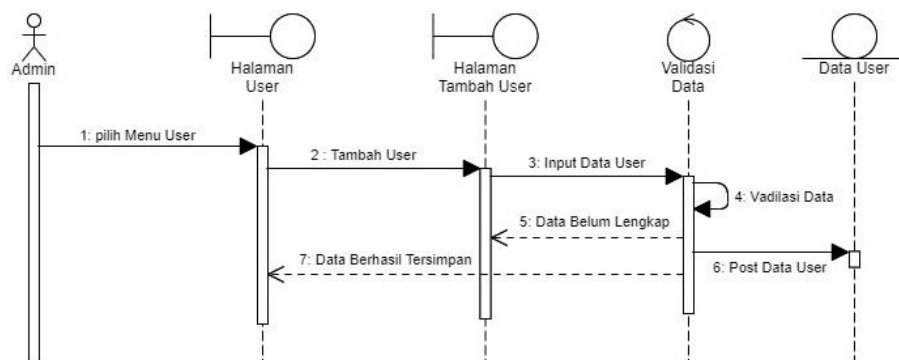 Admin
Halaman
User
Halaman
Tambah User
Validasi
Data
Data User
1: pilih Menu User
2 : Tambah User
3: Input Data User
4: Vadilasi Data
5: Data Belum Lengkap
6: Post Data User
7: Data Berhasil Tersimpan